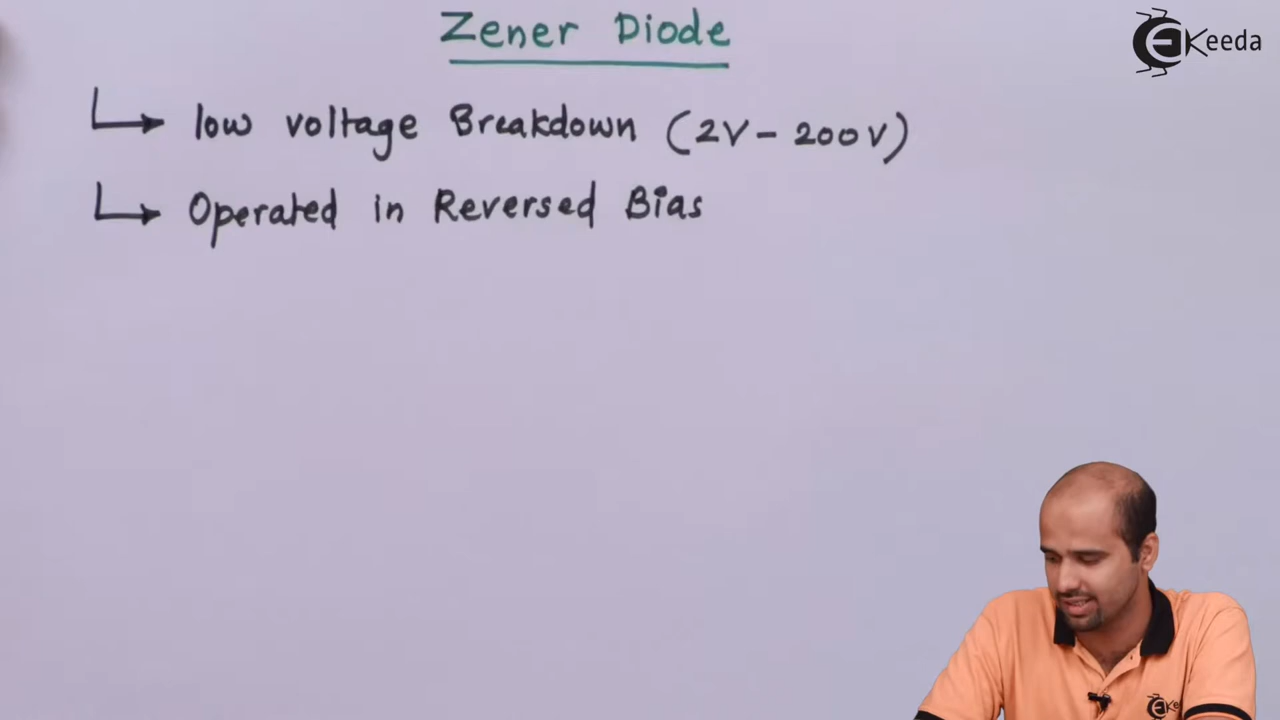 Zener Diode
EKeeda
low voltage Breakdown (2V - 200V)
Operated in Reversed Bias